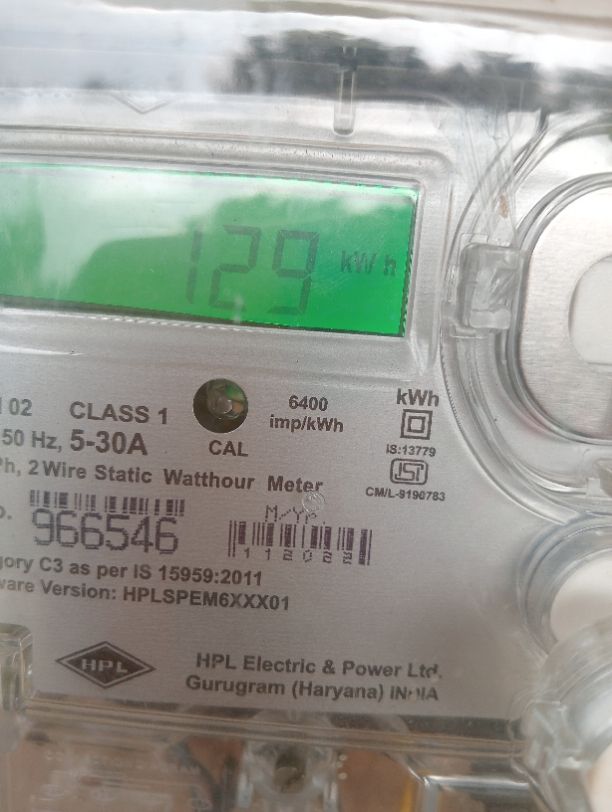 129 kWh
02 CLASS 1
6400
imp/kWh
kWh
50 Hz, 5-30A
CAL
IS:13779
Ph, 2 Wire Static Watthour Meter
CM/L-9190783
966546
M/Yr.
112022
gory C3 as per IS 15959:2011
ware Version: HPLSPEM6XXX01
HPL
HPL Electric & Power Ltd.
Gurugram (Haryana) INDIA